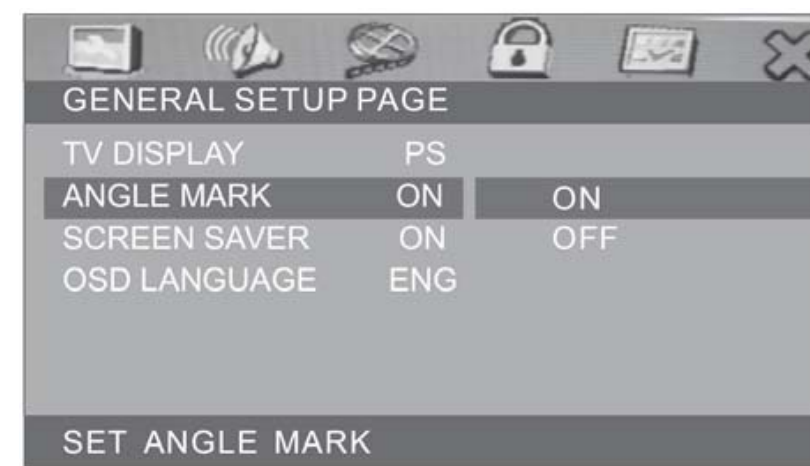 GENERAL SETUP PAGE
TV DISPLAY PS
ANGLE MARK ON ON
SCREEN SAVER ON OFF
OSD LANGUAGE ENG
SET ANGLE MARK